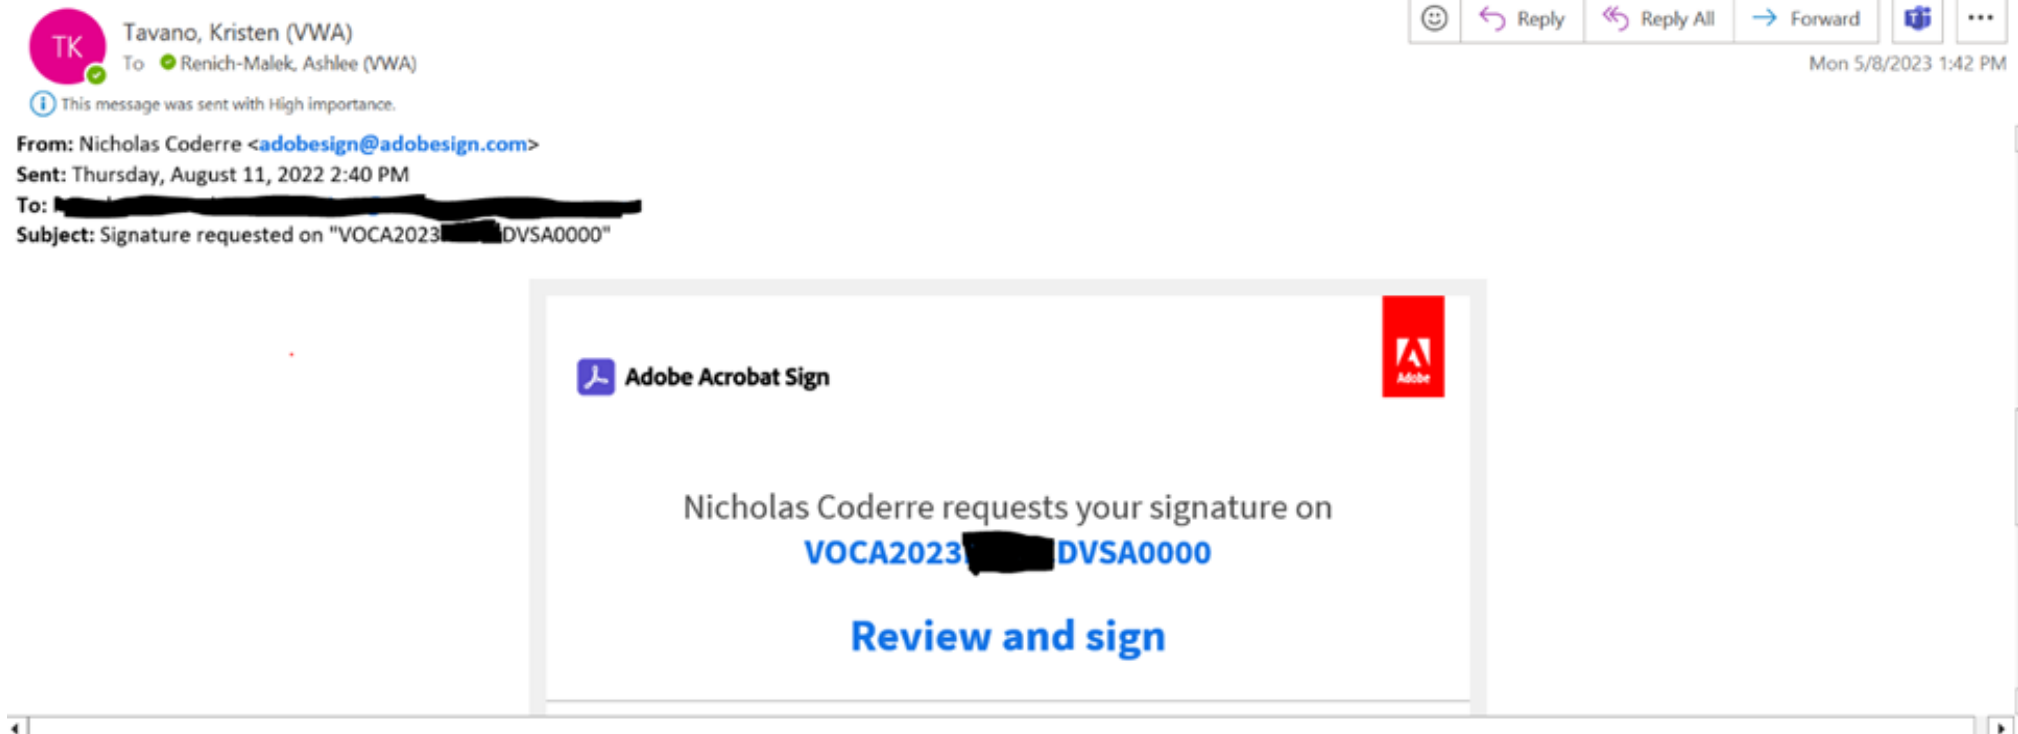 TK
Tavano, Kristen (VWA)
To Renich-Malek, Ashlee (VWA)
Reply
Reply All
Forward
Mon 5/8/2023 1:42 PM
This message was sent with High importance.
From: Nicholas Coderre <adobesign@adobesign.com>
Sent: Thursday, August 11, 2022 2:40 PM
To:
Subject: Signature requested on "VOCA2023 DVSA0000"
Adobe Acrobat Sign
Adobe
Nicholas Coderre requests your signature on
VOCA2023 DVSA0000
Review and sign